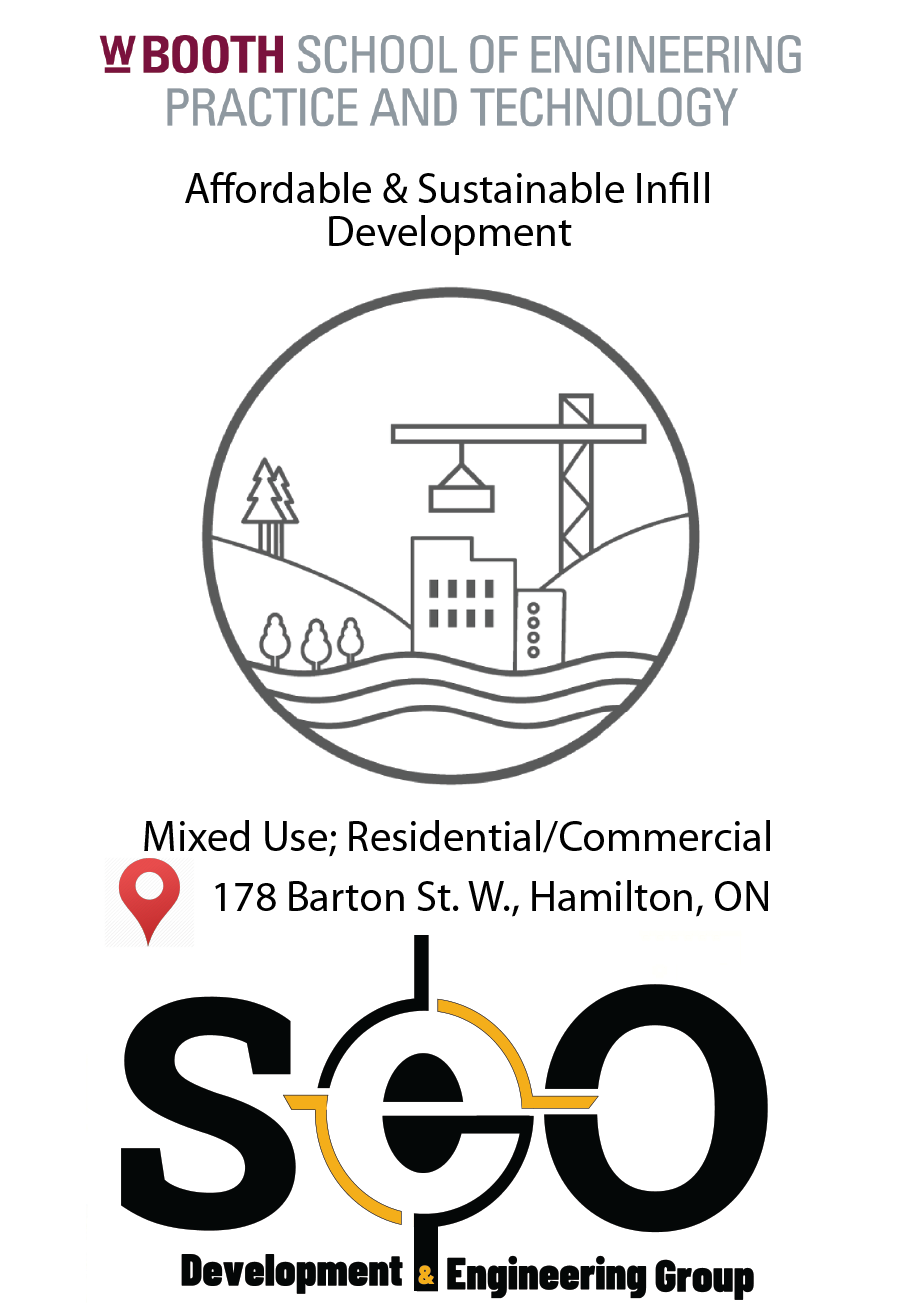 W BOOTH SCHOOL OF ENGINEERING
PRACTICE AND TECHNOLOGY
Affordable & Sustainable Infill
Development
Mixed Use; Residential/Commercial
178 Barton St. W., Hamilton, ON
SeO
Development & Engineering Group